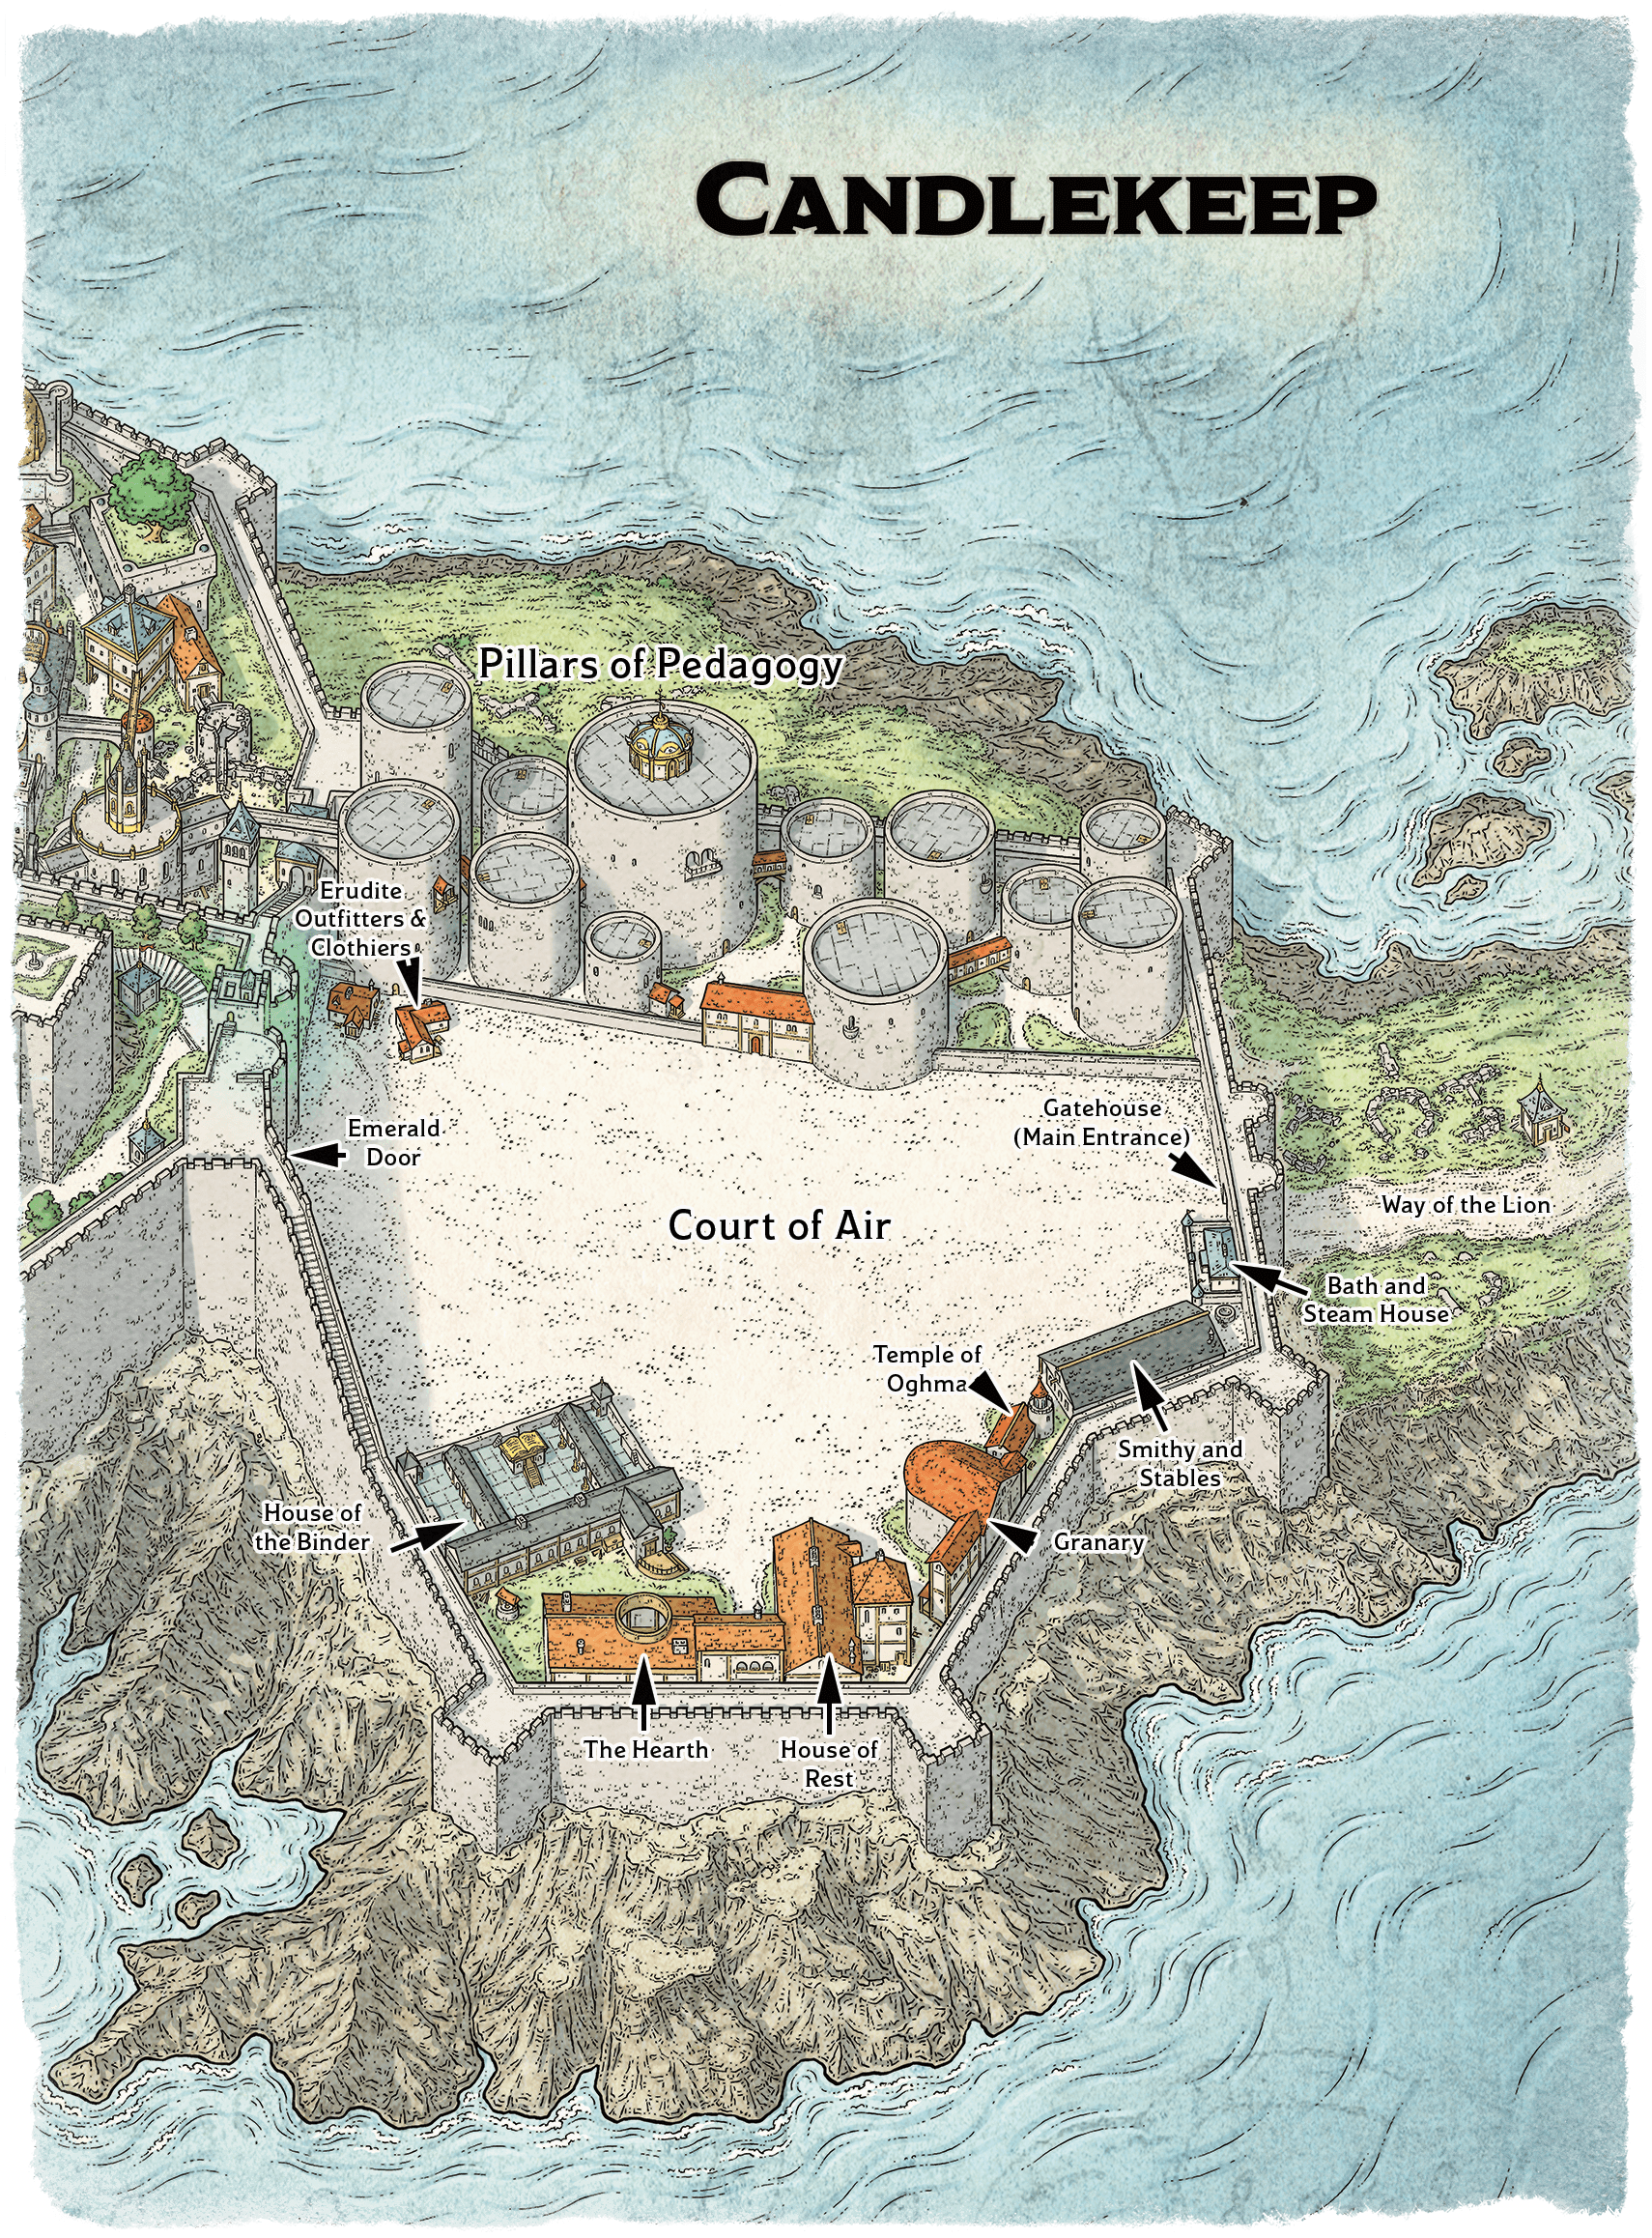 CANDLEKEEP
Pillars of Pedagogy
Erudite
Outfitters &
Clothiers
Emerald
Door
Gatehouse
(Main Entrance)
Way of the Lion
Court of Air
Bath and
Steam House
Temple of
Oghma
Smithy and
Stables
House of
the Binder
Granary
The Hearth
House of
Rest